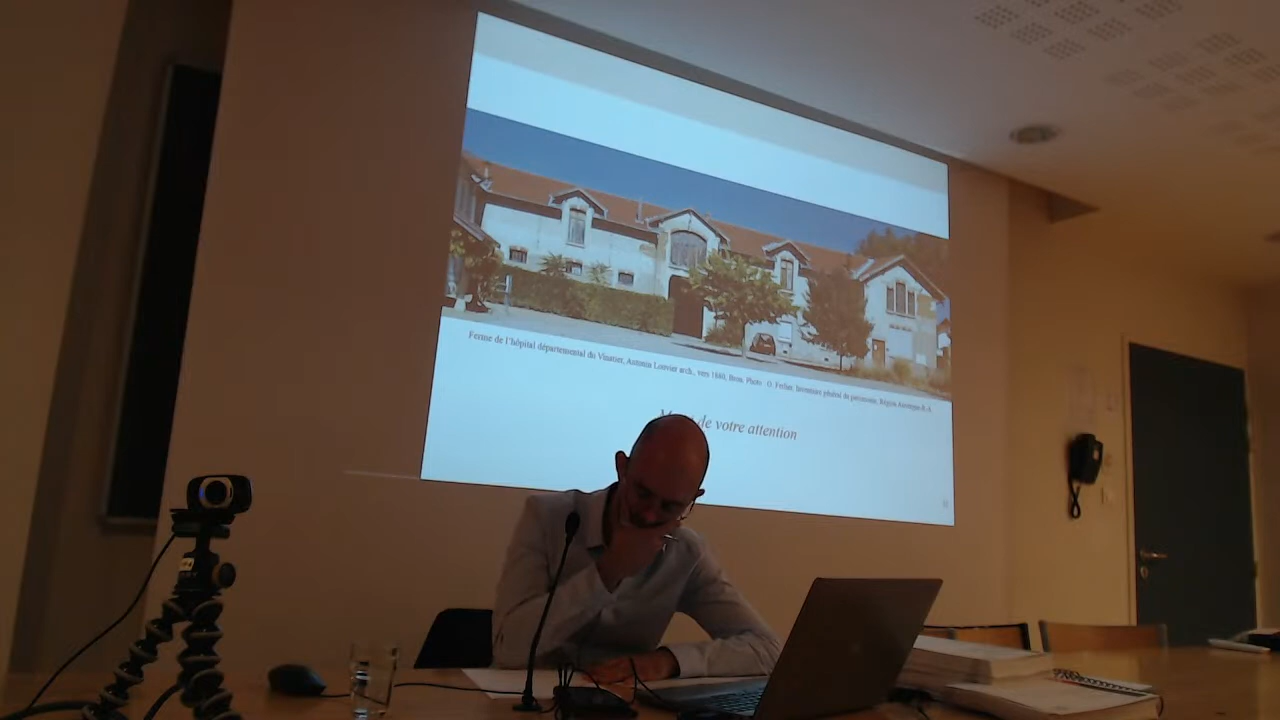 Ferme de l'hôpital départemental du Vinatier, Antonin Louvier arch., vers 1880, Bron. Photo : O. Ferlier. Inventaire général du patrimoine, Région Auvergne-R-A
de votre attention